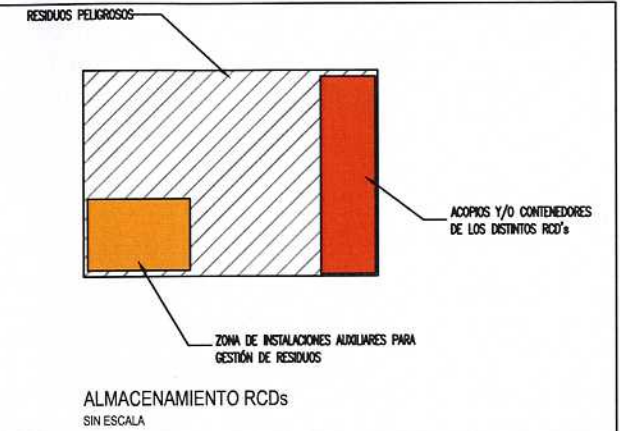 RESIDUOS PELIGROSOS
ACOPIOS Y/O CONTENEDORES
DE LOS DISTINTOS RCD's
ZONA DE INSTALACIONES AUXILIARES PARA
GESTIÓN DE RESIDUOS
ALMACENAMIENTO RCDs
SIN ESCALA